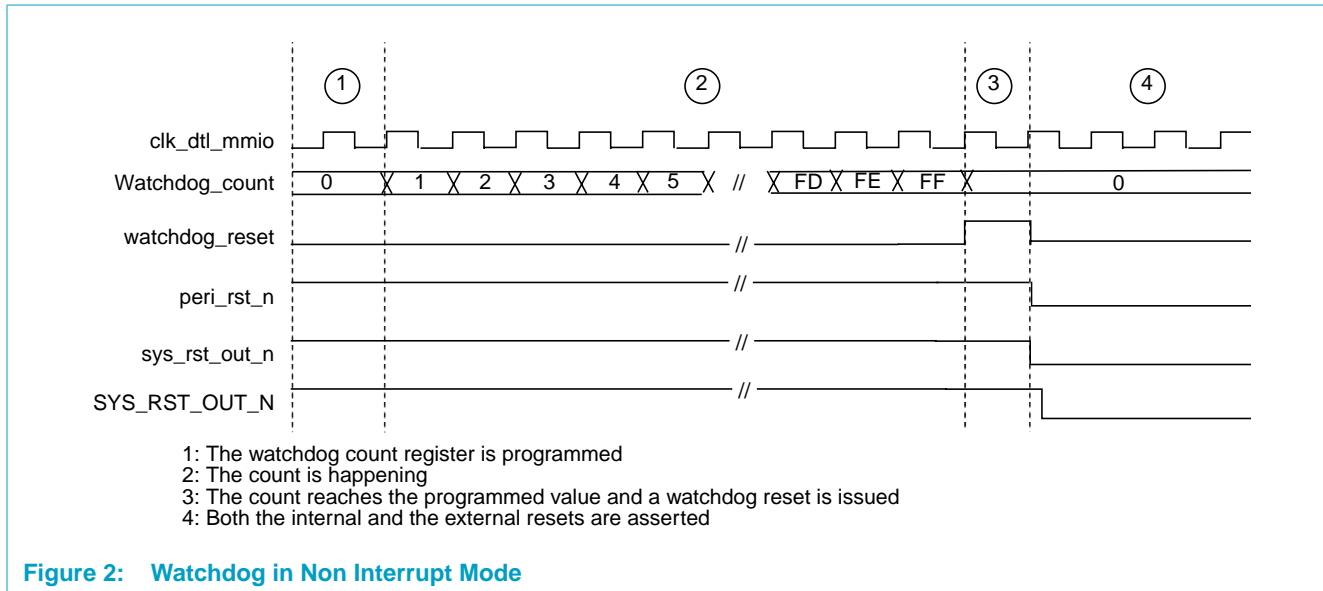 1 2 3 4
clk_dtl_mmio
Watchdog_count 0 1 2 3 4 5 // FD FE FF 0
watchdog_reset //
peri_rst_n //
sys_rst_out_n //
SYS_RST_OUT_N //
1: The watchdog count register is programmed
2: The count is happening
3: The count reaches the programmed value and a watchdog reset is issued
4: Both the internal and the external resets are asserted
Figure 2: Watchdog in Non Interrupt Mode